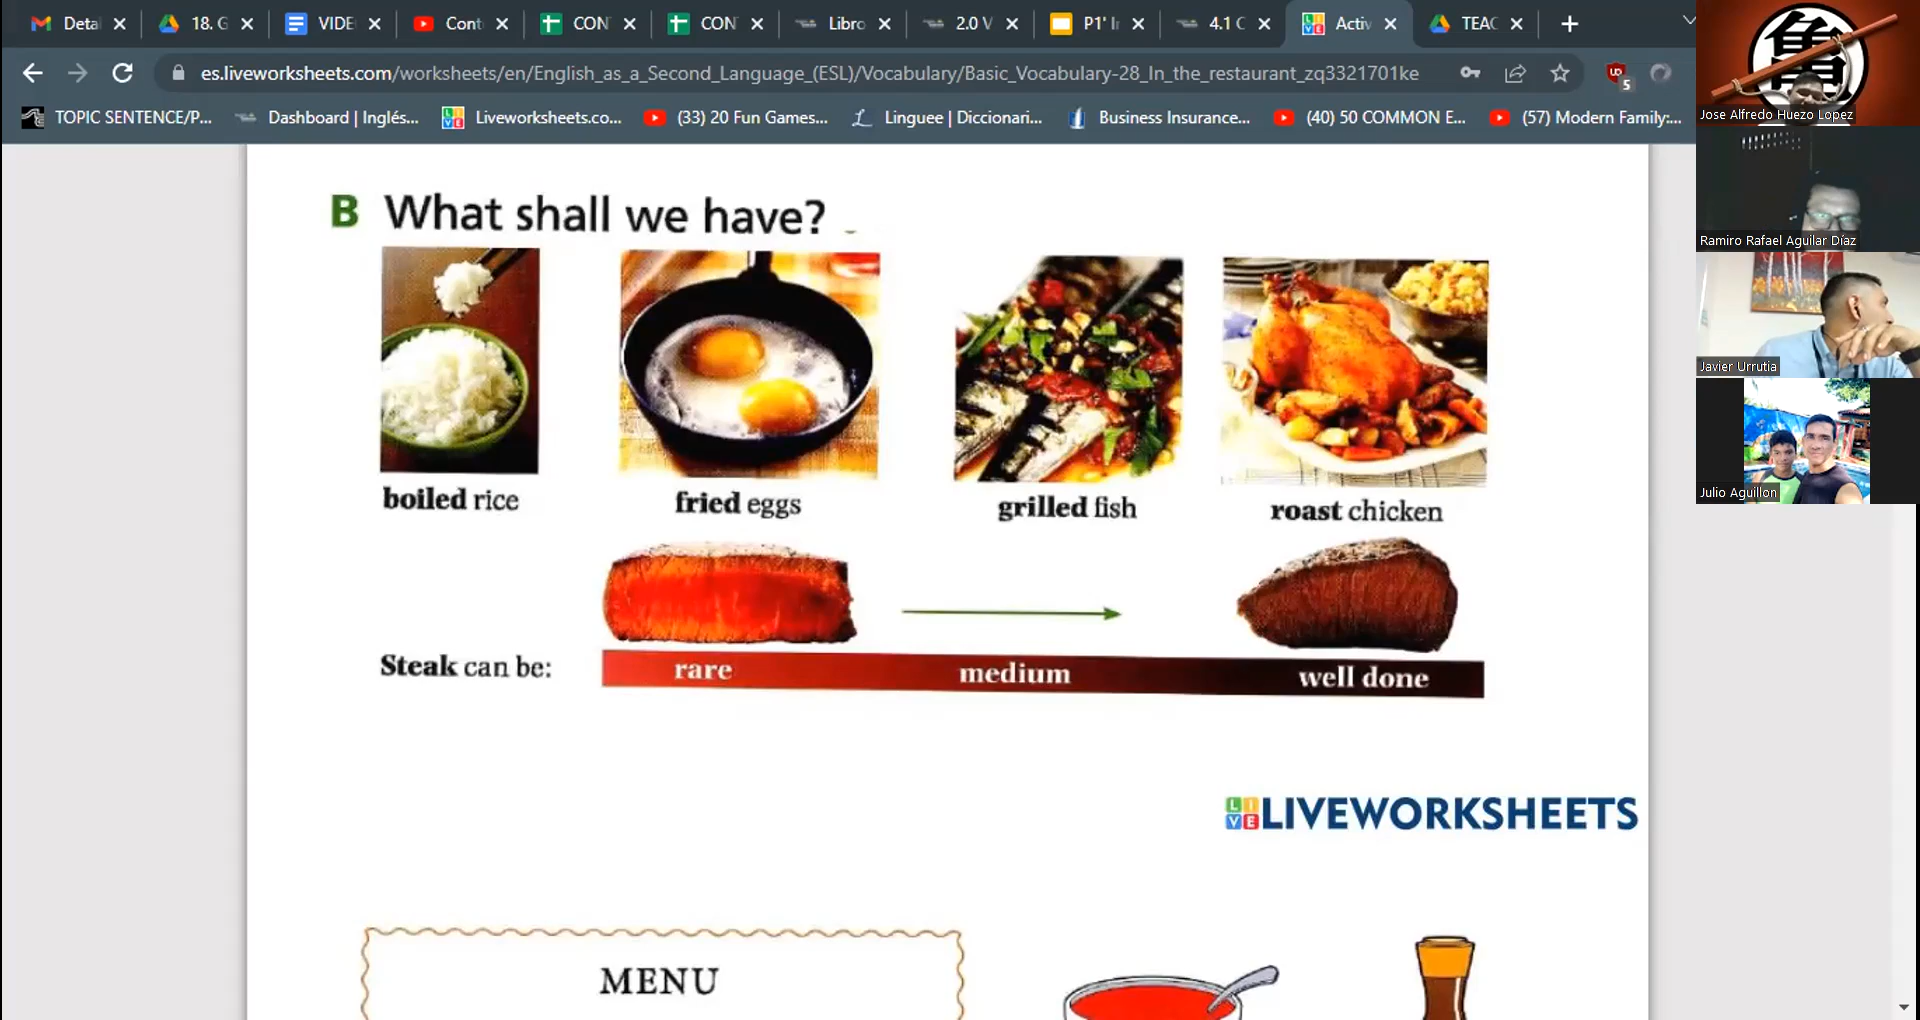 Detal
18. G
VIDE
Cont
CON
CON
Libro
2.0 V
P1' I
4.1 C
Activ
TEAC
es.liveworksheets.com/worksheets/en/English_as_a_Second_Language_(ESL)/Vocabulary/Basic_Vocabulary-28_In_the_restaurant_zq3321701ke
5
TOPIC SENTENCE/P...
Dashboard | Inglés...
Liveworksheets.co...
(33) 20 Fun Games...
Linguee | Diccionari...
Business Insurance...
(40) 50 COMMON E...
(57) Modern Family:...
Jose Alfredo Huezo Lopez
Ramiro Rafael Aguilar Díaz
Javier Urrutia
Julio Aguillon
B What shall we have?
boiled rice
fried eggs
grilled fish
roast chicken
Steak can be:
rare
medium
well done
LIVE LIVEWORKSHEETS
MENU